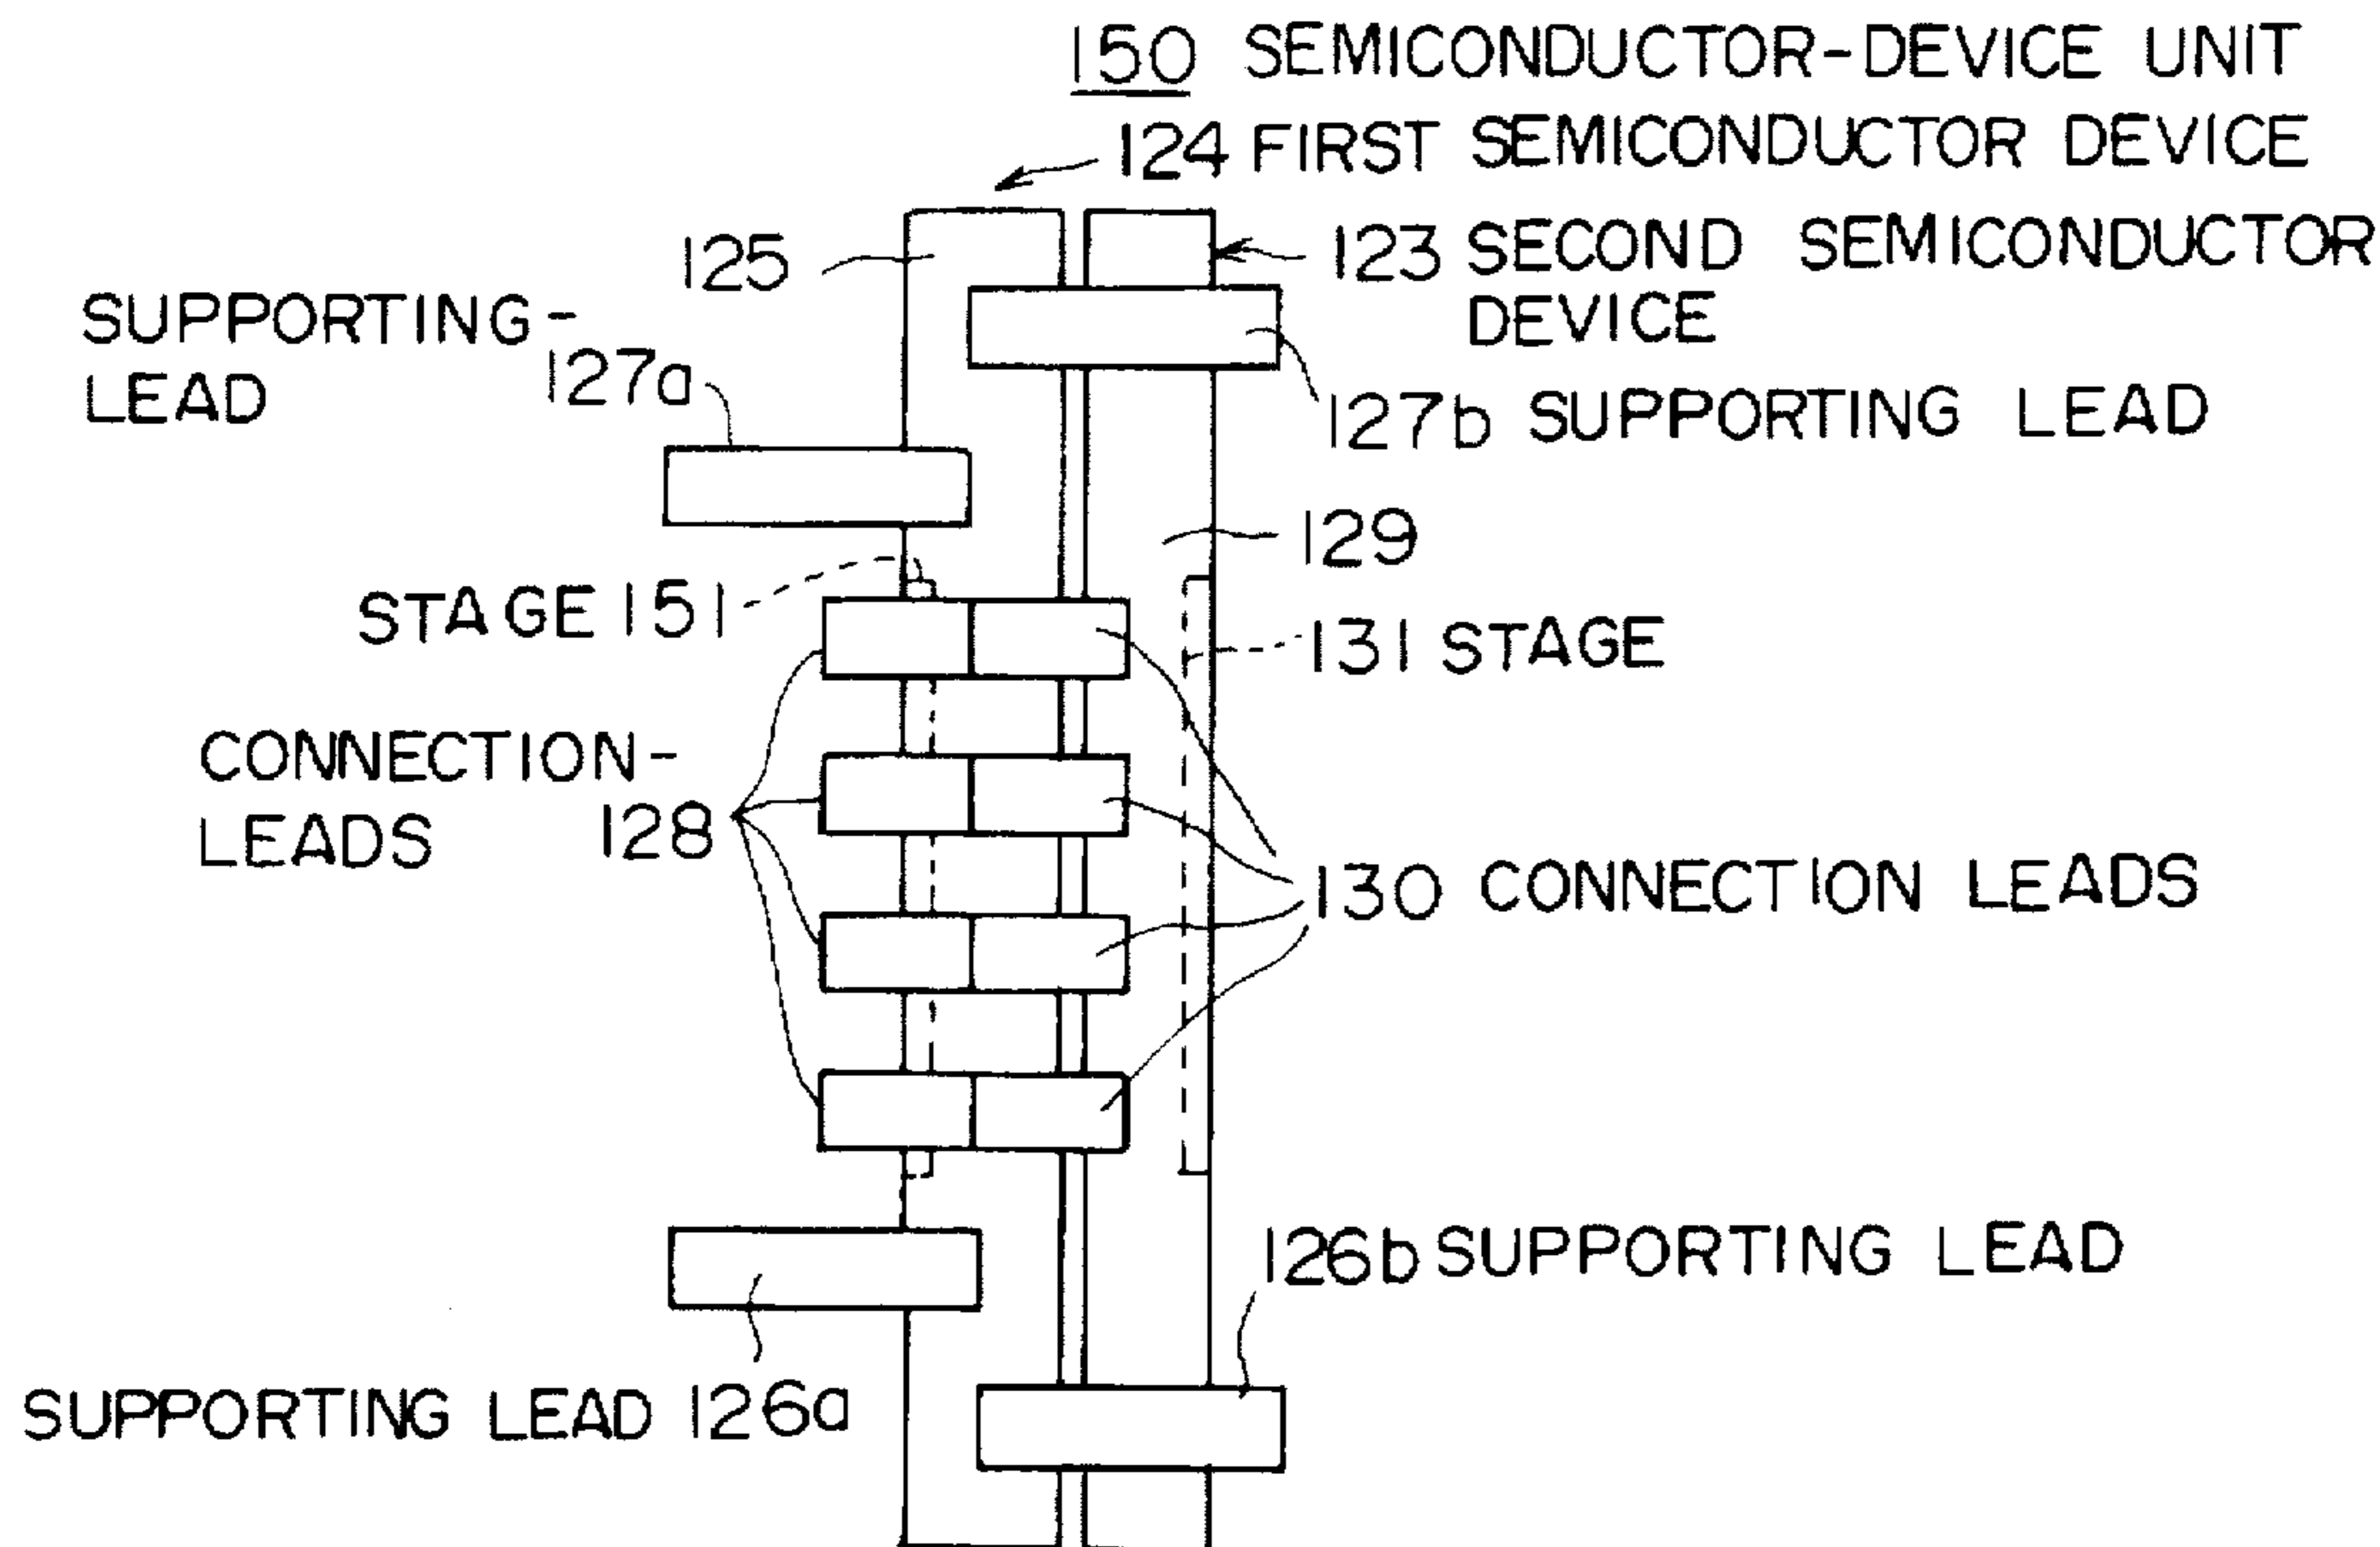 150 SEMICONDUCTOR-DEVICE UNIT
124 FIRST SEMICONDUCTOR DEVICE
125
123 SECOND SEMICONDUCTOR
DEVICE
SUPPORTING-
LEAD
127a
127b SUPPORTING LEAD
129
STAGE 151
131 STAGE
CONNECTION-
LEADS
128
130 CONNECTION LEADS
126b SUPPORTING LEAD
SUPPORTING LEAD 126a